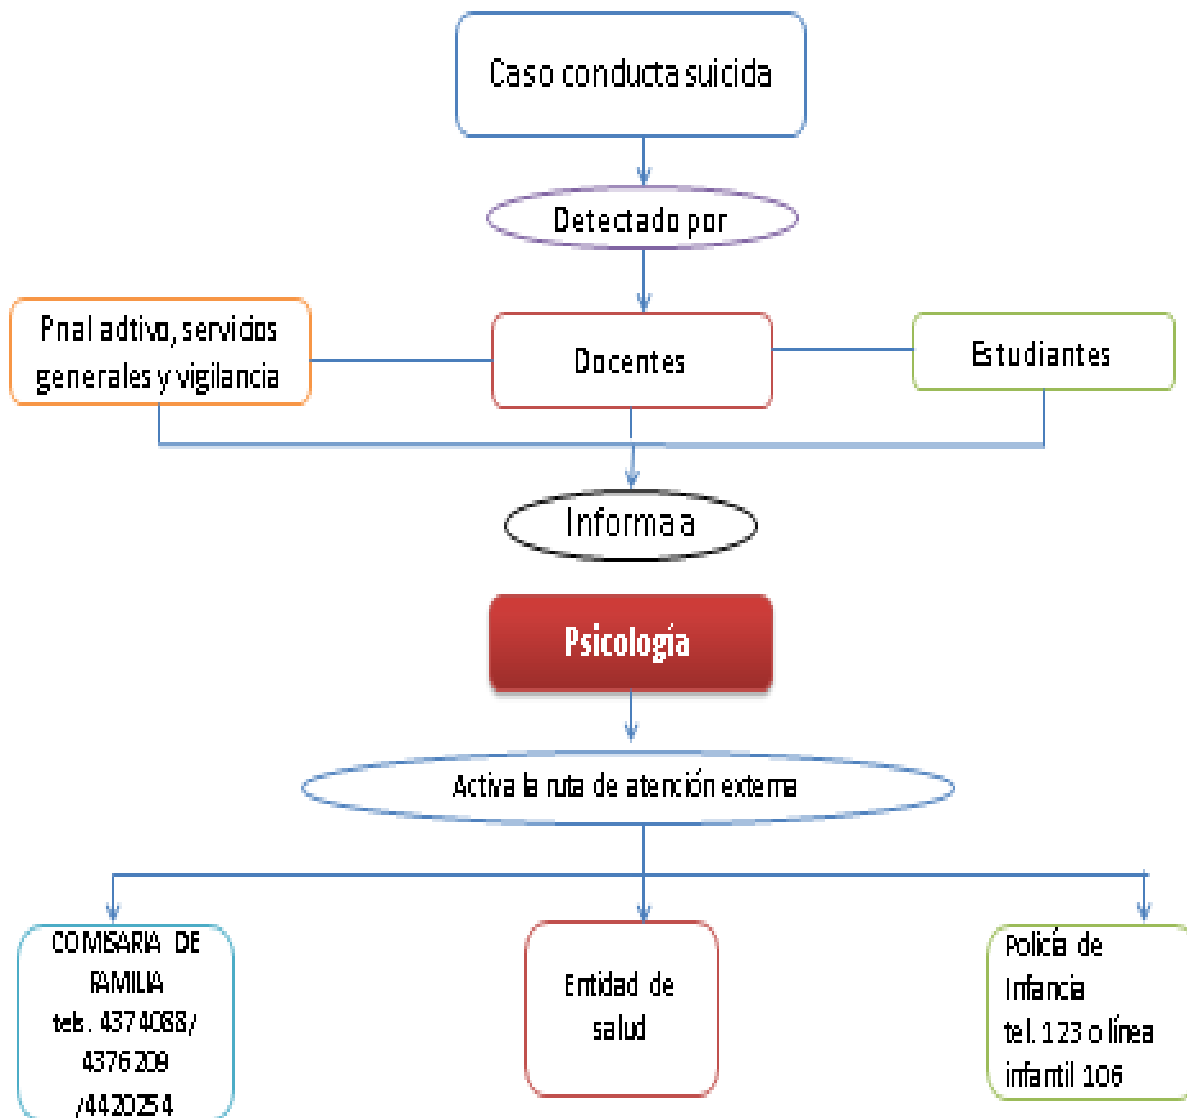 Caso conducta suicida
Detectado por
Pnal adtivo, servicios
generales y vigilancia
Docentes
Estudiantes
Informa a
Psicología
Activa la ruta de atención externa
COMISARIA DE
FAMILIA
tels. 4374088/
4376209
/4420254
Entidad de
salud
Policía de
Infancia
tel. 123 o línea
infantil 106